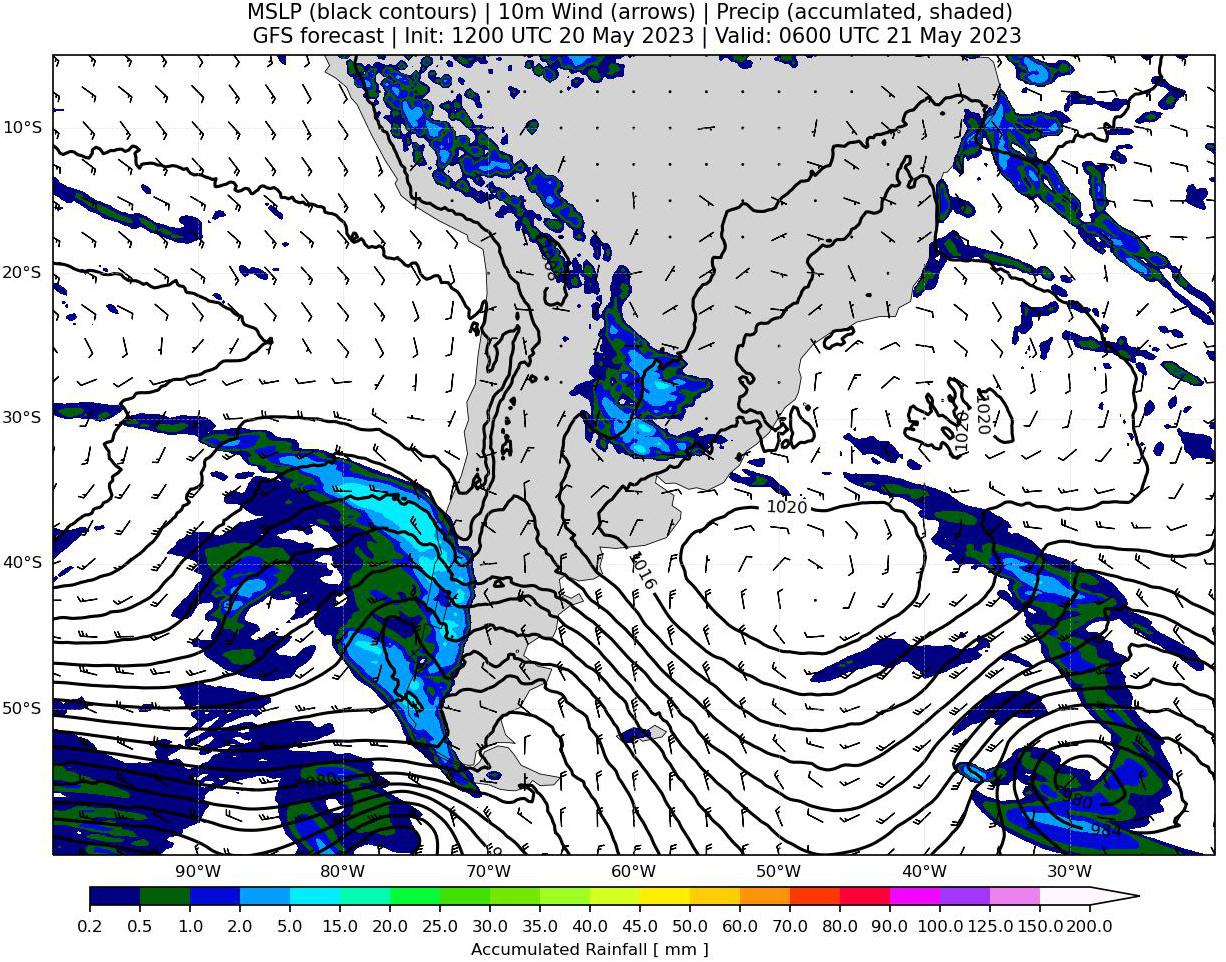 MSLP (black contours) | 10m Wind (arrows) | Precip (accumlated, shaded)
GFS forecast | Init: 1200 UTC 20 May 2023 | Valid: 0600 UTC 21 May 2023
10°S
20°S
30°S
1020
1020
1020
40°S
1016
50°S
980
980
984
90°W 80°W 70°W 60°W 50°W 40°W 30°W
0.2 0.5 1.0 2.0 5.0 10.0 15.0 20.0 25.0 30.0 35.0 40.0 45.0 50.0 60.0 70.0 80.0 90.0 100.0 125.0 150.0 200.0
Accumulated Rainfall [ mm ]